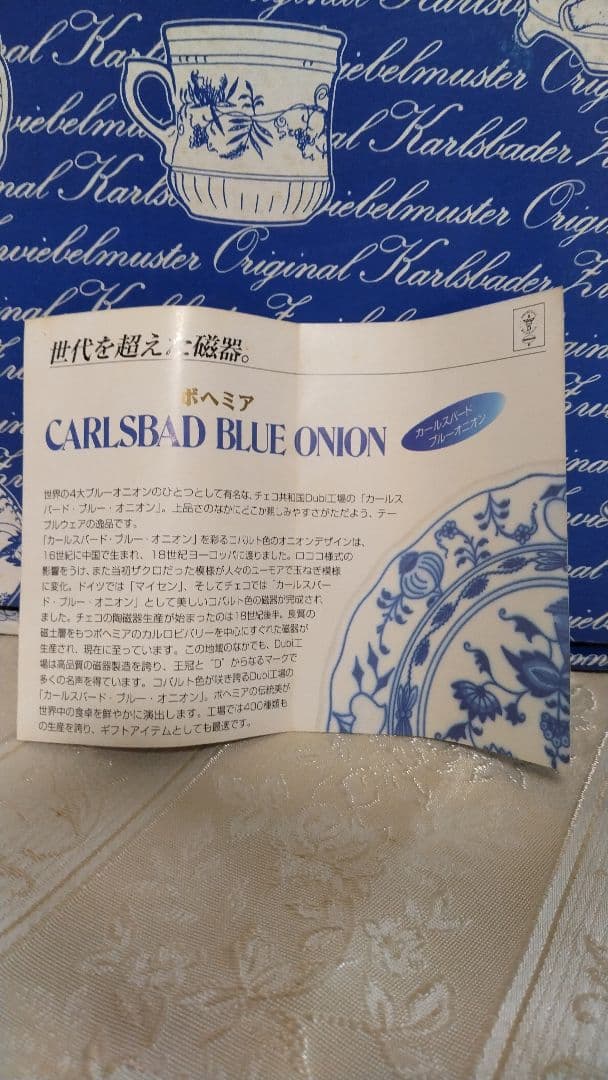 Original Karlsbader
Zwiebelmuster Original Karlsbader
Zwiebelmuster Original Karlsbader Z
nal Karlsbader Zwiebelmuster Original
Zwiebelmuster Original Karlsbader Zw
世代を超えた磁器。
ボヘミア
CARLSBAD BLUE ONION
カールスバード
ブルーオニオン
世界の4大ブルーオニオンのひとつとして有名な、チェコ共和国Dubi工場の「カールス
バード・ブルー・オニオン」。上品さのなかにどこか親しみやすさがただよう、テー
ブルウェアの逸品です。
「カールスバード・ブルー・オニオン」を彩るコバルト色のオニオンデザインは、
16世紀に中国で生まれ、18世紀ヨーロッパに渡りました。ロココ様式の
影響をうけ、また当初ザクロだった模様が人々のユーモアで玉ねぎ模様
に変化。ドイツでは「マイセン」、そしてチェコでは「カールスバー
ド・ブルー・オニオン」として美しいコバルト色の磁器が完成され
ました。チェコの陶磁器生産が始まったのは18世紀後半。良質の
磁土層をもつボヘミアのカルロビバリーを中心にすぐれた磁器が
生産され、現在に至っています。この地域のなかでも、Dubi工
場は高品質の磁器製造を誇り、王冠と"D"からなるマークで
多くの名声を得ています。コバルト色が咲き誇るDubi工場の
「カールスバード・ブルー・オニオン」。ボヘミアの伝統美が
世界中の食卓を鮮やかに演出します。工場では400種類も
の生産を誇り、ギフトアイテムとしても最適です。